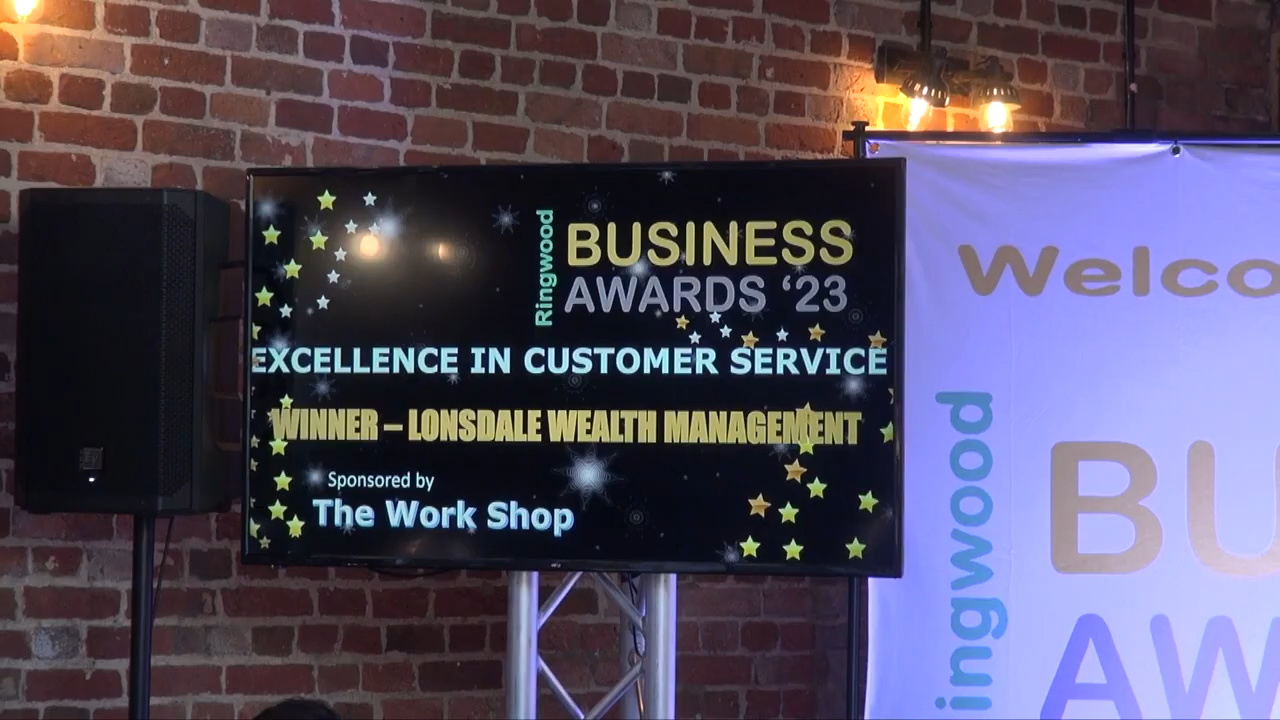 Ringwood
BUSINESS
AWARDS ‘23
EXCELLENCE IN CUSTOMER SERVICE
WINNER – LONSDALE WEALTH MANAGEMENT
Sponsored by
The Work Shop
Welco
ingwood
BU
AW